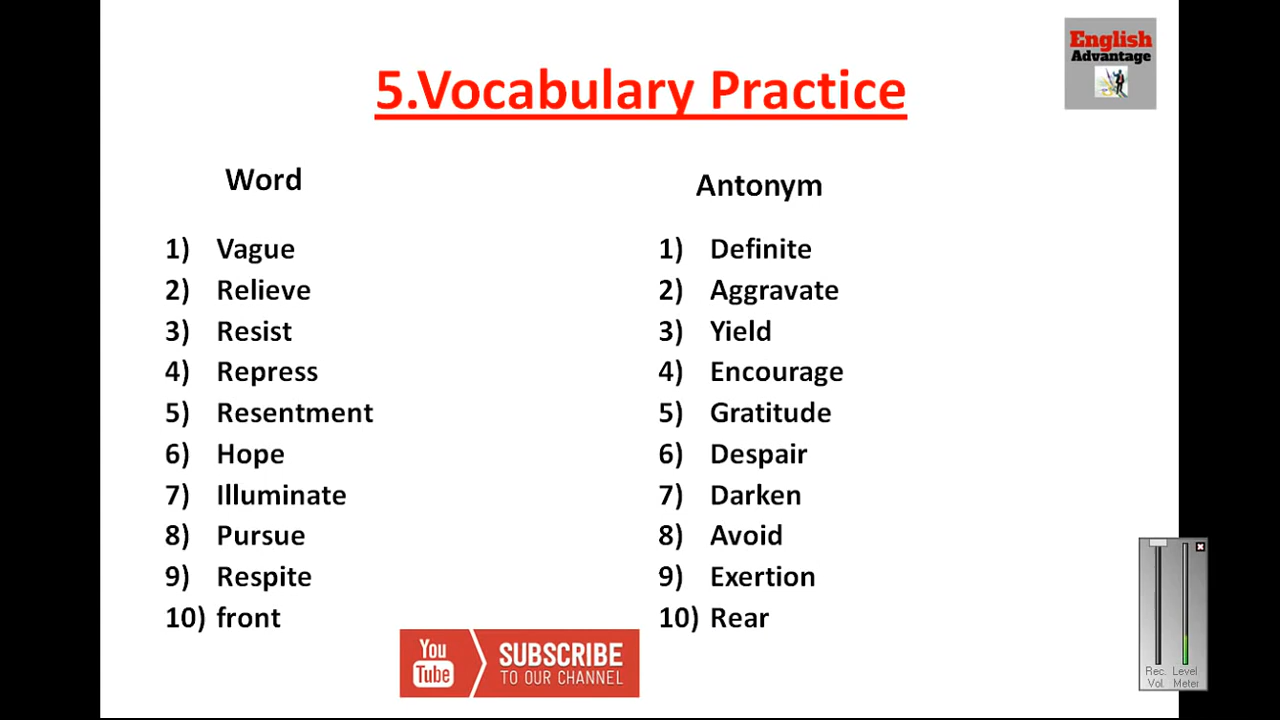 English
Advantage
5.Vocabulary Practice
Word
Antonym
1) Vague
2) Relieve
3) Resist
4) Repress
5) Resentment
6) Hope
7) Illuminate
8) Pursue
9) Respite
10) front
1) Definite
2) Aggravate
3) Yield
4) Encourage
5) Gratitude
6) Despair
7) Darken
8) Avoid
9) Exertion
10) Rear
You
Tube
SUBSCRIBE
TO OUR CHANNEL
Rec. Level
Vol Meter